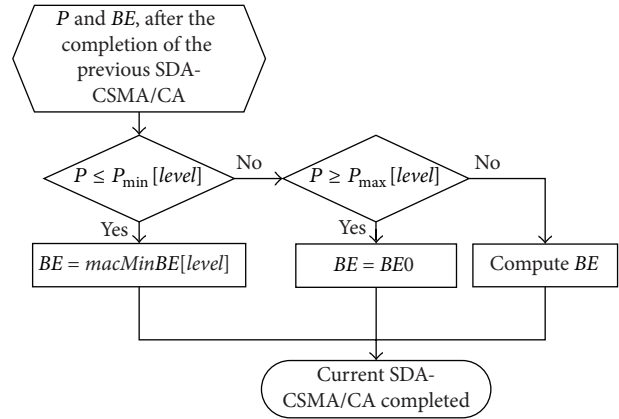 P and BE, after the
completion of the
previous SDA-
CSMA/CA
P ≤ Pmin [level]
No
P ≥ Pmax [level]
No
Yes
Yes
BE = macMinBE[level]
BE = BE0
Compute BE
Current SDA-
CSMA/CA completed